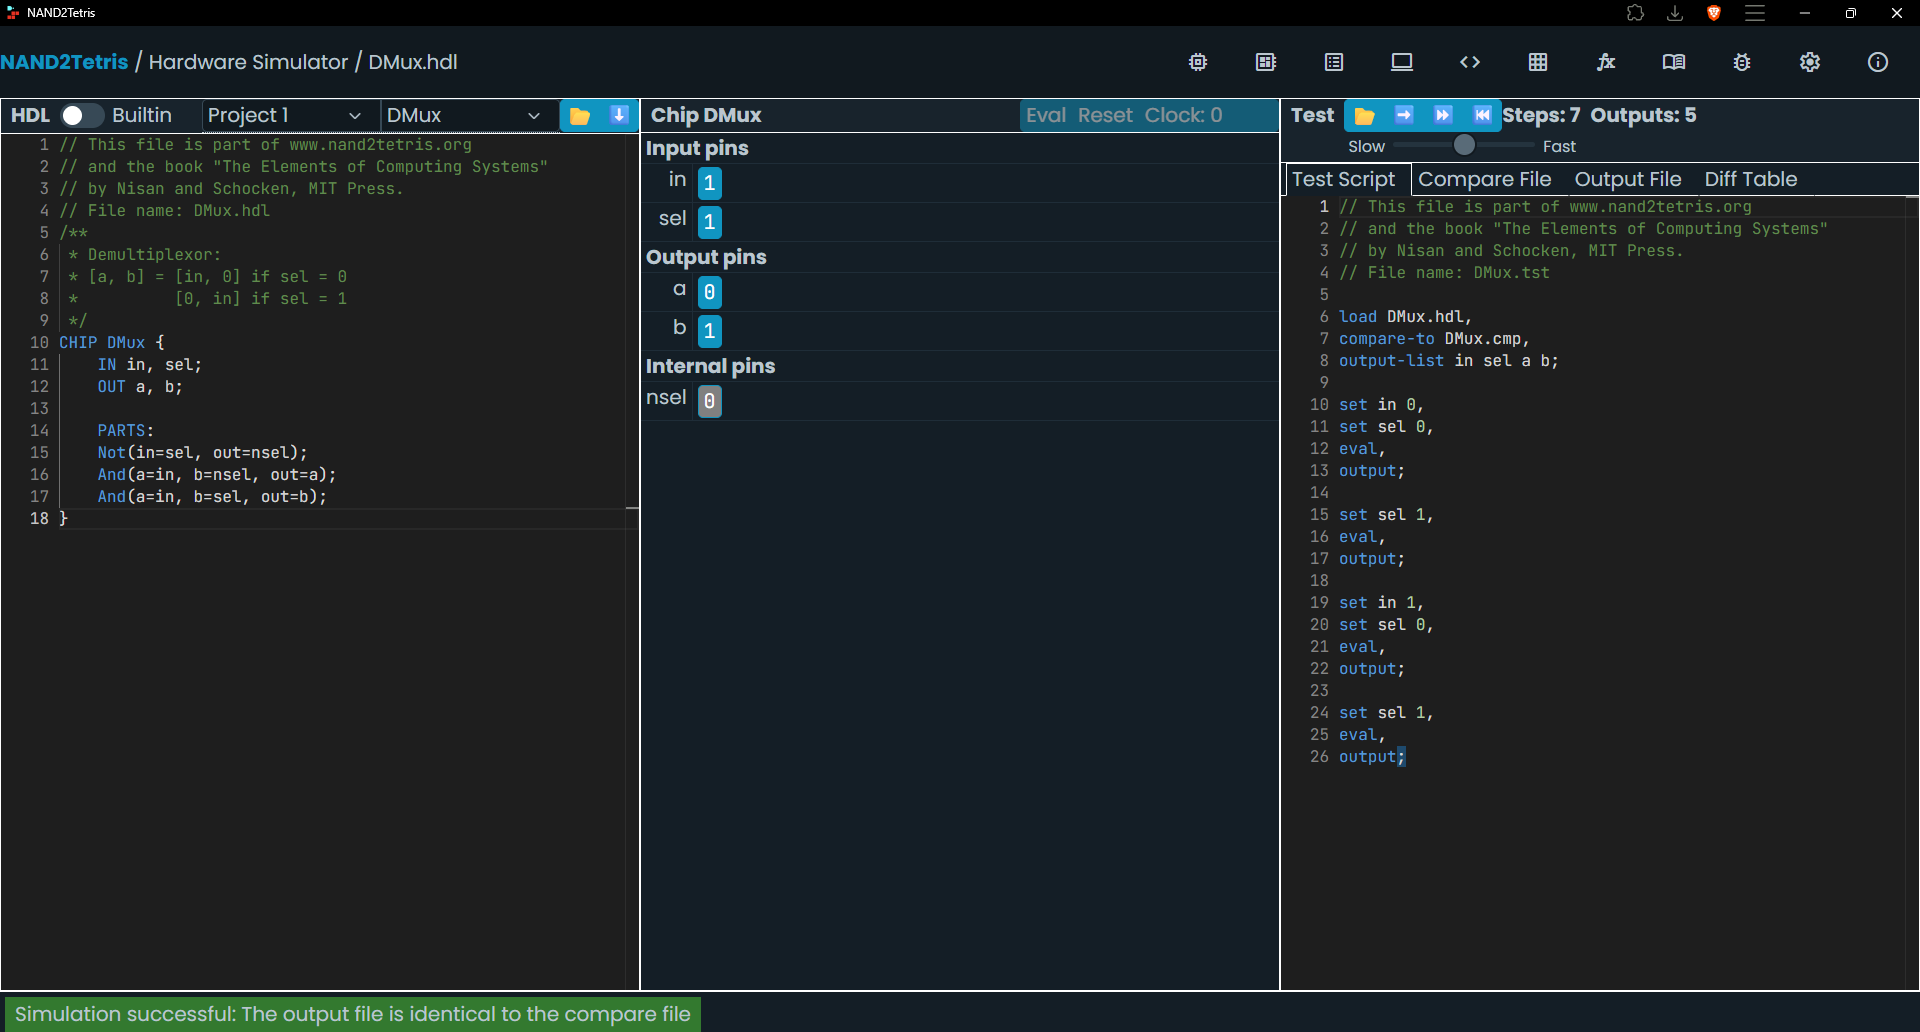 NAND2Tetris
NAND2Tetris / Hardware Simulator / DMux.hdl
HDL Builtin Project 1 DMux
1 // This file is part of www.nand2tetris.org
2 // and the book "The Elements of Computing Systems"
3 // by Nisan and Schocken, MIT Press.
4 // File name: DMux.hdl
5 /**
6 * Demultiplexor:
7 * [a, b] = [in, 0] if sel = 0
8 * [0, in] if sel = 1
9 */
10 CHIP DMux {
11 IN in, sel;
12 OUT a, b;
13
14 PARTS:
15 Not(in=sel, out=nsel);
16 And(a=in, b=nsel, out=a);
17 And(a=in, b=sel, out=b);
18 }
Chip DMux Eval Reset Clock: 0
Input pins
in 1
sel 1
Output pins
a 0
b 1
Internal pins
nsel 0
Test Steps: 7 Outputs: 5
Slow Fast
Test Script Compare File Output File Diff Table
1 // This file is part of www.nand2tetris.org
2 // and the book "The Elements of Computing Systems"
3 // by Nisan and Schocken, MIT Press.
4 // File name: DMux.tst
5
6 load DMux.hdl,
7 compare-to DMux.cmp,
8 output-list in sel a b;
9
10 set in 0,
11 set sel 0,
12 eval,
13 output;
14
15 set sel 1,
16 eval,
17 output;
18
19 set in 1,
20 set sel 0,
21 eval,
22 output;
23
24 set sel 1,
25 eval,
26 output;
Simulation successful: The output file is identical to the compare file